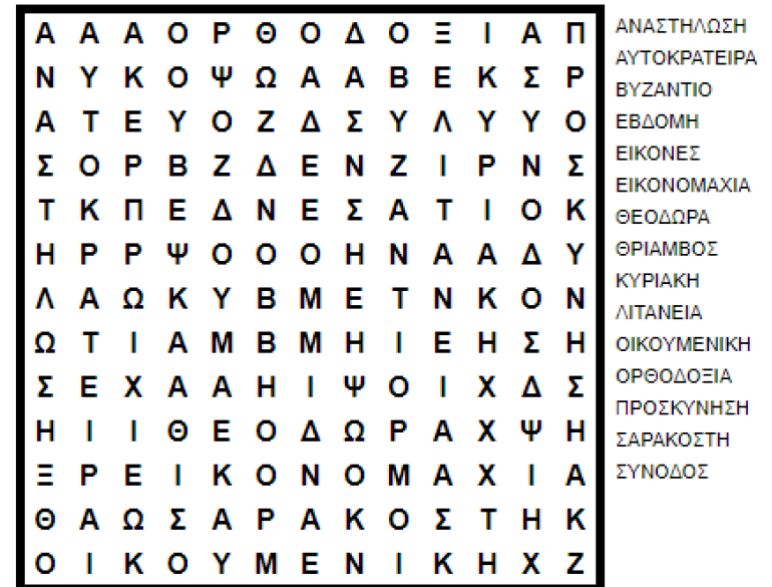 Α Α Α Ο Ρ Θ Ο Δ Ο Ξ Ι Α Π
Ν Υ Κ Ο Ψ Ω Α Α Β Ε Κ Σ Ρ
Α Τ Ε Υ Ο Ζ Δ Σ Υ Λ Υ Υ Ο
Σ Ο Ρ Β Ζ Δ Ε Ν Ζ Ι Ρ Ν Σ
Τ Κ Π Ε Δ Ν Ε Σ Α Τ Ι Ο Κ
Η Ρ Ρ Ψ Ο Ο Ο Η Ν Α Α Δ Υ
Λ Α Ω Κ Υ Β Μ Ε Τ Ν Κ Ο Ν
Ω Τ Ι Α Μ Β Μ Η Ι Ε Η Σ Η
Σ Ε Χ Α Α Η Ι Ψ Ο Ι Χ Δ Σ
Η Ι Ι Θ Ε Ο Δ Ω Ρ Α Χ Ψ Η
Ξ Ρ Ε Ι Κ Ο Ν Ο Μ Α Χ Ι Α
Θ Α Ω Σ Α Ρ Α Κ Ο Σ Τ Η Κ
Ο Ι Κ Ο Υ Μ Ε Ν Ι Κ Η Χ Ζ
ΑΝΑΣΤΗΛΩΣΗ
ΑΥΤΟΚΡΑΤΕΙΡΑ
ΒΥΖΑΝΤΙΟ
ΕΒΔΟΜΗ
ΕΙΚΟΝΕΣ
ΕΙΚΟΝΟΜΑΧΙΑ
ΘΕΟΔΩΡΑ
ΘΡΙΑΜΒΟΣ
ΚΥΡΙΑΚΗ
ΛΙΤΑΝΕΙΑ
ΟΙΚΟΥΜΕΝΙΚΗ
ΟΡΘΟΔΟΞΙΑ
ΠΡΟΣΚΥΝΗΣΗ
ΣΑΡΑΚΟΣΤΗ
ΣΥΝΟΔΟΣ